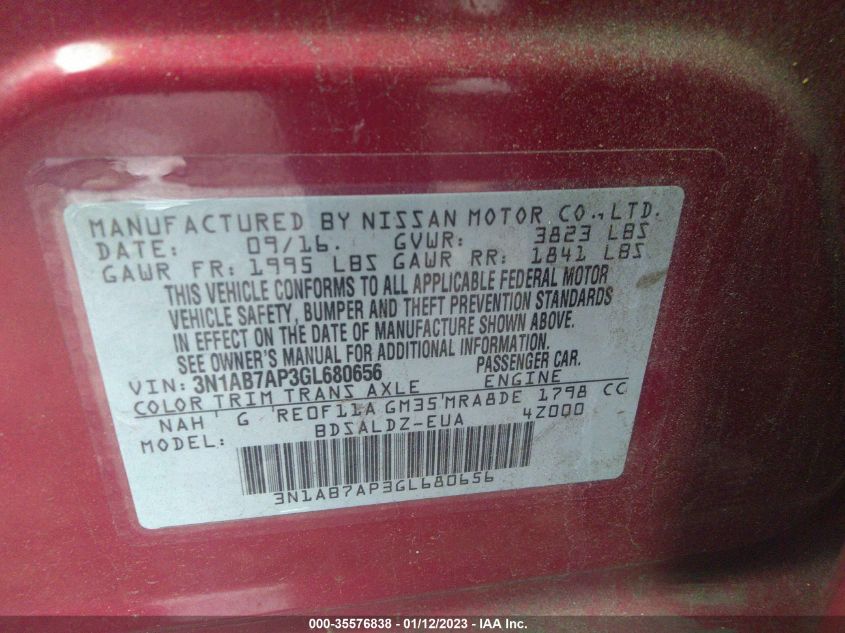 MANUFACTURED BY NISSAN MOTOR CO., LTD.
DATE: 09/16. GVWR: 3823 LBS
GAWR FR: 1995 LBS GAWR RR: 1841 LBS
THIS VEHICLE CONFORMS TO ALL APPLICABLE FEDERAL MOTOR
VEHICLE SAFETY, BUMPER AND THEFT PREVENTION STANDARDS
IN EFFECT ON THE DATE OF MANUFACTURE SHOWN ABOVE.
SEE OWNER'S MANUAL FOR ADDITIONAL INFORMATION.
VIN: 3N1AB7AP3GL680656 PASSENGER CAR.
COLOR TRIM TRANS AXLE ENGINE
NAH G RE0F11A GM35 MRA8DE 1798 CC
MODEL: BDSALDZ-EUA 4Z000
3N1AB7AP3GL680656
000-35576838 - 01/12/2023 - IAA Inc.